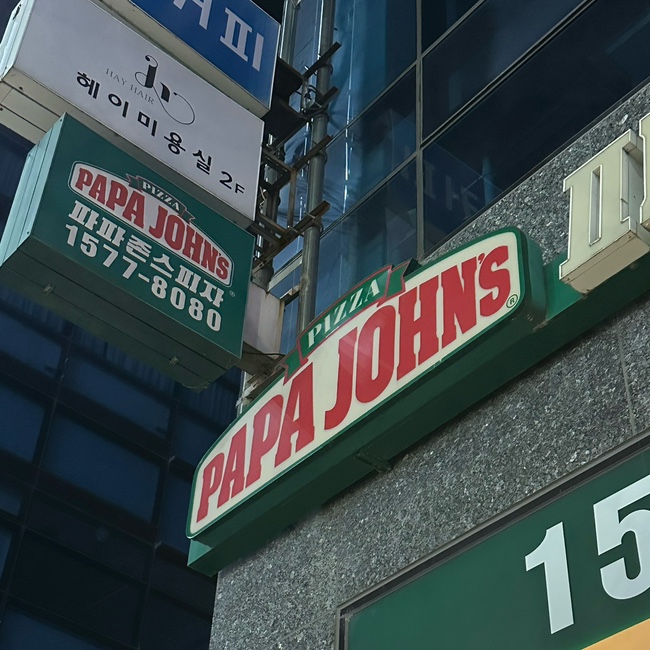 HAY HAIR
헤이미용실 2F
PIZZA
PAPA JOHN'S
파파존스피자
1577-8080
PIZZA
PAPA JOHN'S®
15